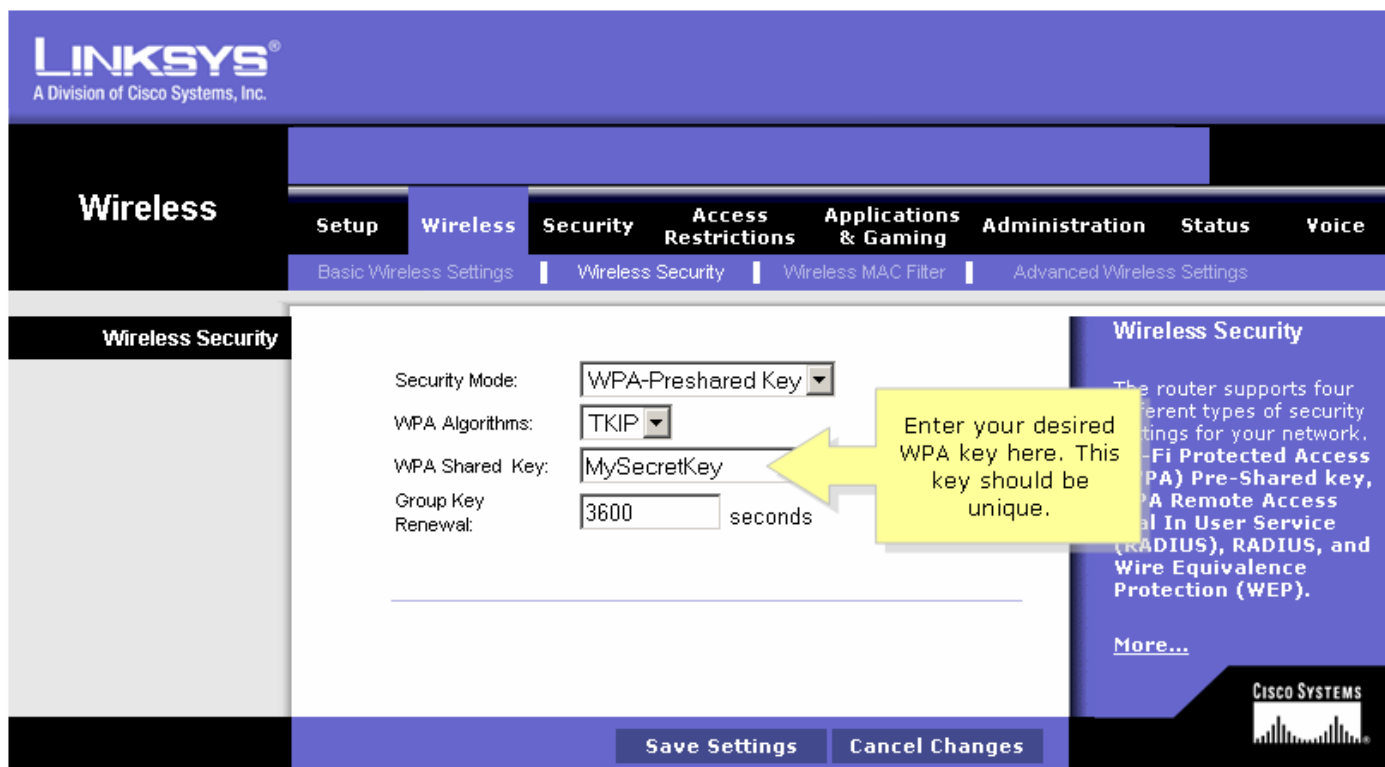 LINKSYS®
A Division of Cisco Systems, Inc.
Wireless
Setup Wireless Security Access Restrictions Applications & Gaming Administration Status Voice
Basic Wireless Settings Wireless Security Wireless MAC Filter Advanced Wireless Settings
Wireless Security
Security Mode: WPA-Preshared Key
WPA Algorithms: TKIP
WPA Shared Key: MySecretKey
Group Key
Renewal: 3600 seconds
Enter your desired
WPA key here. This
key should be
unique.
Wireless Security
The router supports four
types of security
for your network.
Protected Access
Pre-Shared key,
Remote Access
In User Service
(RADIUS), RADIUS, and
Wire Equivalence
Protection (WEP).
More...
CISCO SYSTEMS
Save Settings Cancel Changes